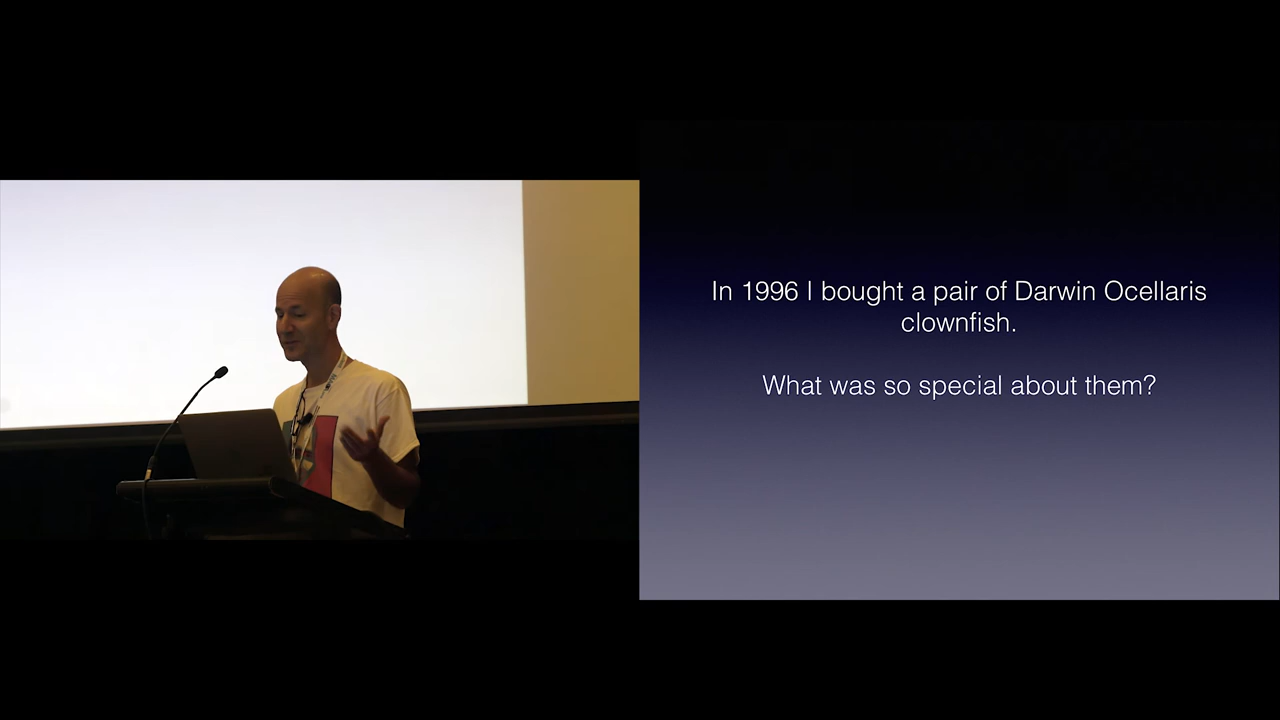 In 1996 I bought a pair of Darwin Ocellaris
clownfish.
What was so special about them?